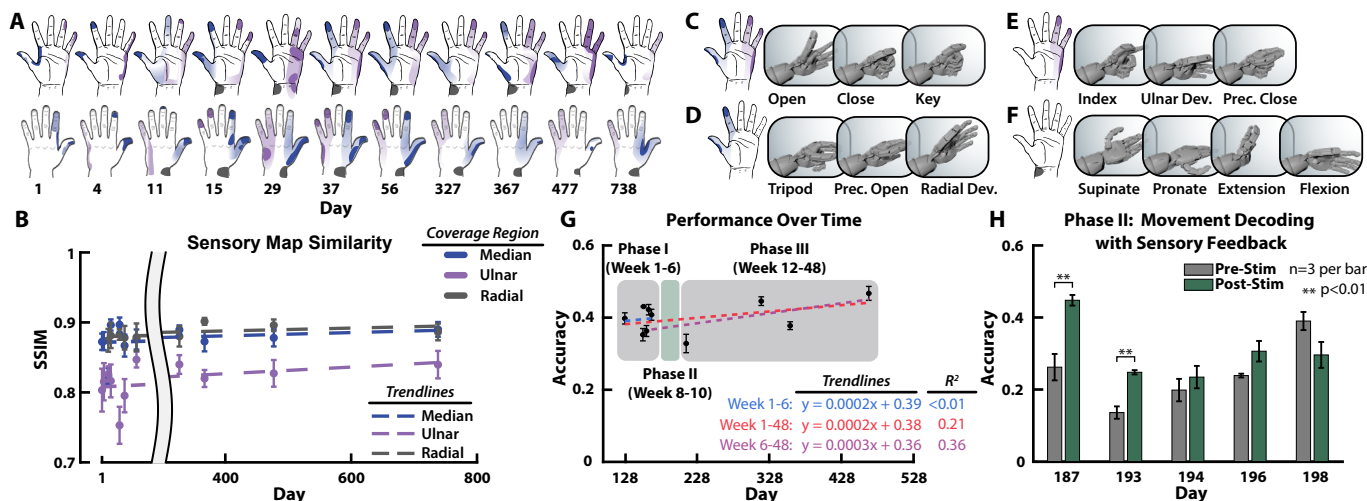 A
1 4 11 15 29 37 56 327 367 477 738
Day
B
Sensory Map Similarity
Coverage Region
Median
Ulnar
Radial
SSIM
0.9
0.8
0.7
1 400 600 800
Day
Trendlines
Median
Ulnar
Radial
C
Open Close Key
D
Tripod Prec. Open Radial Dev.
E
Index Ulnar Dev. Prec. Close
F
Supinate Pronate Extension Flexion
G
Performance Over Time
Accuracy
0.6
0.4
0.2
0
Phase I
(Week 1-6)
Phase III
(Week 12-48)
Phase II
(Week 8-10)
Trendlines R²
Week 1-6: y = 0.0002x + 0.39 <0.01
Week 1-48: y = 0.0002x + 0.38 0.21
Week 6-48: y = 0.0003x + 0.36 0.36
128 228 328 428 528
Day
H
Phase II: Movement Decoding
with Sensory Feedback
Accuracy
0.6
0.4
0.2
0
Pre-Stim n=3 per bar
Post-Stim ** p<0.01
**
**
187 193 194 196 198
Day